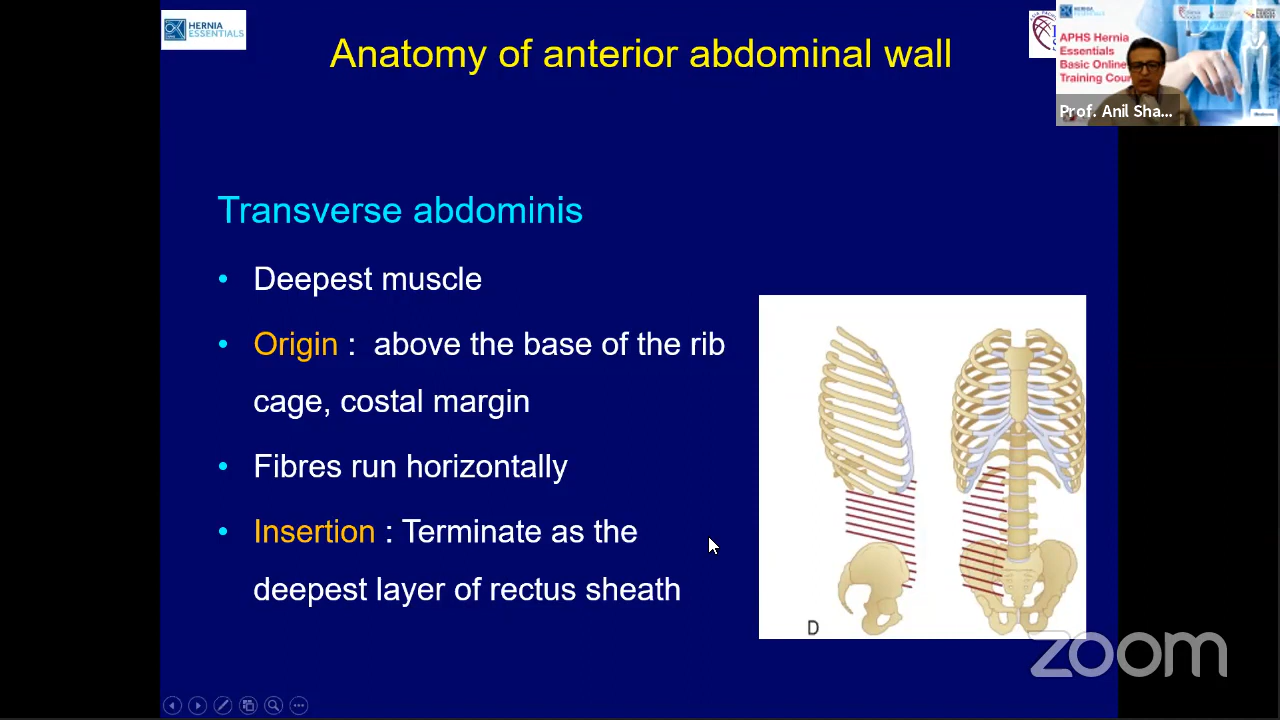 HERNIA
ESSENTIALS
Anatomy of anterior abdominal wall
APHS Hernia
Essentials
Basic Online
Training Cour
Prof. Anil Sha...
Transverse abdominis
• Deepest muscle
• Origin : above the base of the rib
cage, costal margin
• Fibres run horizontally
• Insertion : Terminate as the
deepest layer of rectus sheath
D
zoom